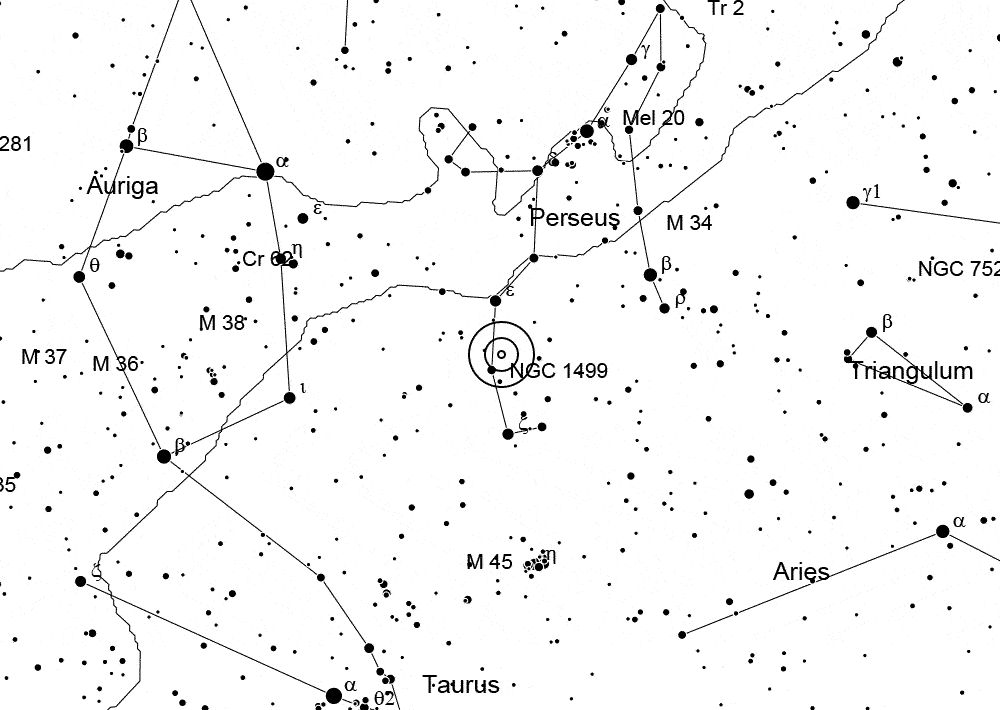 Tr 2
γ
α
Mel 20
281
β
α
δ
Auriga
γ1
ε
Perseus
M 34
η
Cr 62
θ
β
NGC 752
ε
ρ
M 38
β
M 37
M 36
NGC 1499
Triangulum
ι
α
ζ
β
35
α
M 45
η
Aries
ζ
Taurus
α
θ2